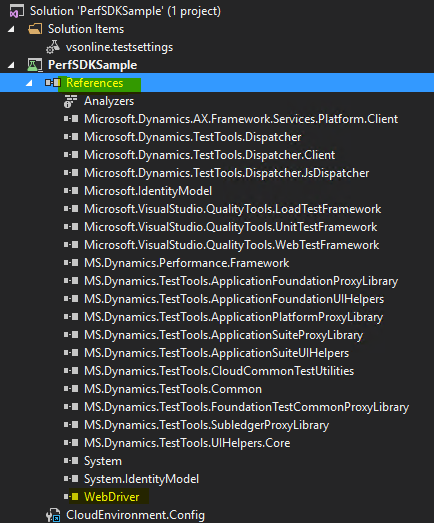 Solution 'PerfSDKSample' (1 project)
Solution Items
vsonline.testsettings
PerfSDKSample
References
Analyzers
Microsoft.Dynamics.AX.Framework.Services.Platform.Client
Microsoft.Dynamics.TestTools.Dispatcher
Microsoft.Dynamics.TestTools.Dispatcher.Client
Microsoft.Dynamics.TestTools.Dispatcher.JsDispatcher
Microsoft.IdentityModel
Microsoft.VisualStudio.QualityTools.LoadTestFramework
Microsoft.VisualStudio.QualityTools.UnitTestFramework
Microsoft.VisualStudio.QualityTools.WebTestFramework
MS.Dynamics.Performance.Framework
MS.Dynamics.TestTools.ApplicationFoundationProxyLibrary
MS.Dynamics.TestTools.ApplicationFoundationUIHelpers
MS.Dynamics.TestTools.ApplicationPlatformProxyLibrary
MS.Dynamics.TestTools.ApplicationSuiteProxyLibrary
MS.Dynamics.TestTools.ApplicationSuiteUIHelpers
MS.Dynamics.TestTools.CloudCommonTestUtilities
MS.Dynamics.TestTools.Common
MS.Dynamics.TestTools.FoundationTestCommonProxyLibrary
MS.Dynamics.TestTools.SubledgerProxyLibrary
MS.Dynamics.TestTools.UIHelpers.Core
System
System.IdentityModel
WebDriver
CloudEnvironment.Config